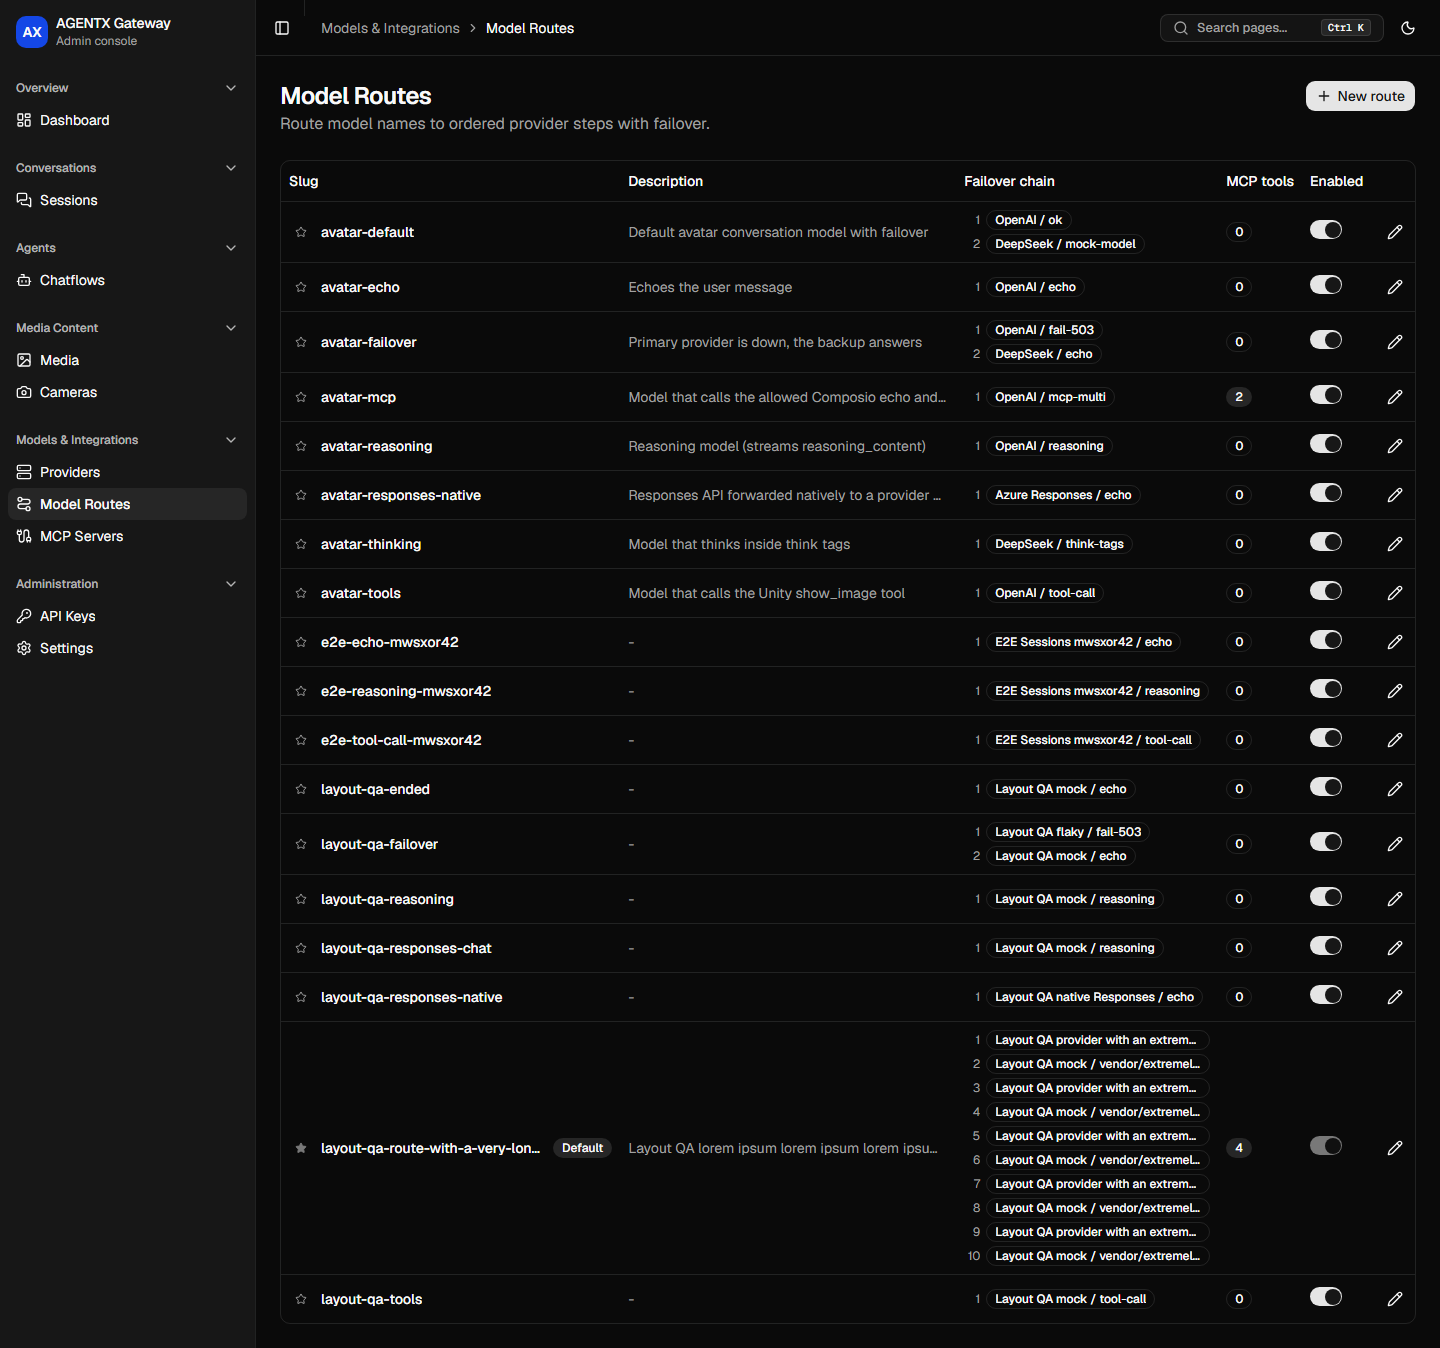 AX
AGENTX Gateway
Admin console
Overview
Dashboard
Conversations
Sessions
Agents
Chatflows
Media Content
Media
Cameras
Models & Integrations
Providers
Model Routes
MCP Servers
Administration
API Keys
Settings
Models & Integrations > Model Routes
Search pages... Ctrl K
Model Routes
Route model names to ordered provider steps with failover.
+ New route
Slug Description Failover chain MCP tools Enabled
avatar-default Default avatar conversation model with failover 1 OpenAI / ok 0
2 DeepSeek / mock-model
avatar-echo Echoes the user message 1 OpenAI / echo 0
avatar-failover Primary provider is down, the backup answers 1 OpenAI / fail-503 0
2 DeepSeek / echo
avatar-mcp Model that calls the allowed Composio echo and... 1 OpenAI / mcp-multi 2
avatar-reasoning Reasoning model (streams reasoning_content) 1 OpenAI / reasoning 0
avatar-responses-native Responses API forwarded natively to a provider ... 1 Azure Responses / echo 0
avatar-thinking Model that thinks inside think tags 1 DeepSeek / think-tags 0
avatar-tools Model that calls the Unity show_image tool 1 OpenAI / tool-call 0
e2e-echo-mwsxor42 - 1 E2E Sessions mwsxor42 / echo 0
e2e-reasoning-mwsxor42 - 1 E2E Sessions mwsxor42 / reasoning 0
e2e-tool-call-mwsxor42 - 1 E2E Sessions mwsxor42 / tool-call 0
layout-qa-ended - 1 Layout QA mock / echo 0
layout-qa-failover - 1 Layout QA flaky / fail-503 0
2 Layout QA mock / echo
layout-qa-reasoning - 1 Layout QA mock / reasoning 0
layout-qa-responses-chat - 1 Layout QA mock / reasoning 0
layout-qa-responses-native - 1 Layout QA native Responses / echo 0
layout-qa-route-with-a-very-lon... Default Layout QA lorem ipsum lorem ipsum lorem ipsu... 4
1 Layout QA provider with an extrem...
2 Layout QA mock / vendor/extremel...
3 Layout QA provider with an extrem...
4 Layout QA mock / vendor/extremel...
5 Layout QA provider with an extrem...
6 Layout QA mock / vendor/extremel...
7 Layout QA provider with an extrem...
8 Layout QA mock / vendor/extremel...
9 Layout QA provider with an extrem...
10 Layout QA mock / vendor/extremel...
layout-qa-tools - 1 Layout QA mock / tool-call 0